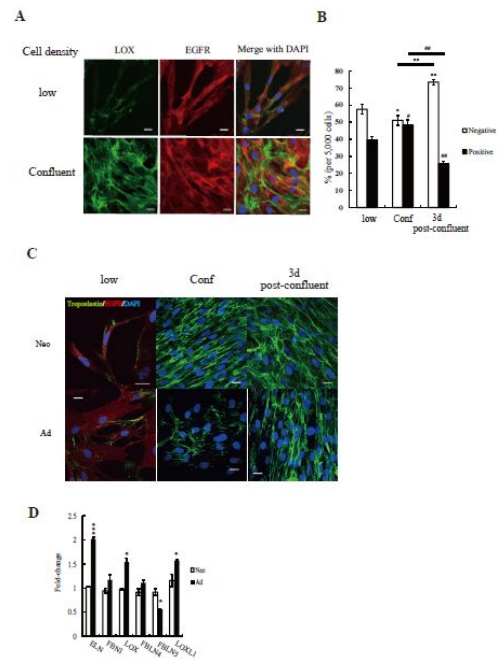 A
Cell density LOX EGFR Merge with DAPI
low
Confluent
B
% (per 5,000 cells)
80
70
60
50
40
30
20
10
0
##
**
**
* #
##
Negative
Positive
low Conf 3d
post-confluent
C
low Conf 3d
post-confluent
Tropoelastin/EGFR/DAPI
Neo
Ad
D
Fold-change
2.5
2
1.5
1
0.5
0
***
*
*
*
Neo
Ad
ELN FBN1 LOX FBLN4 FBLN5 LOXL1